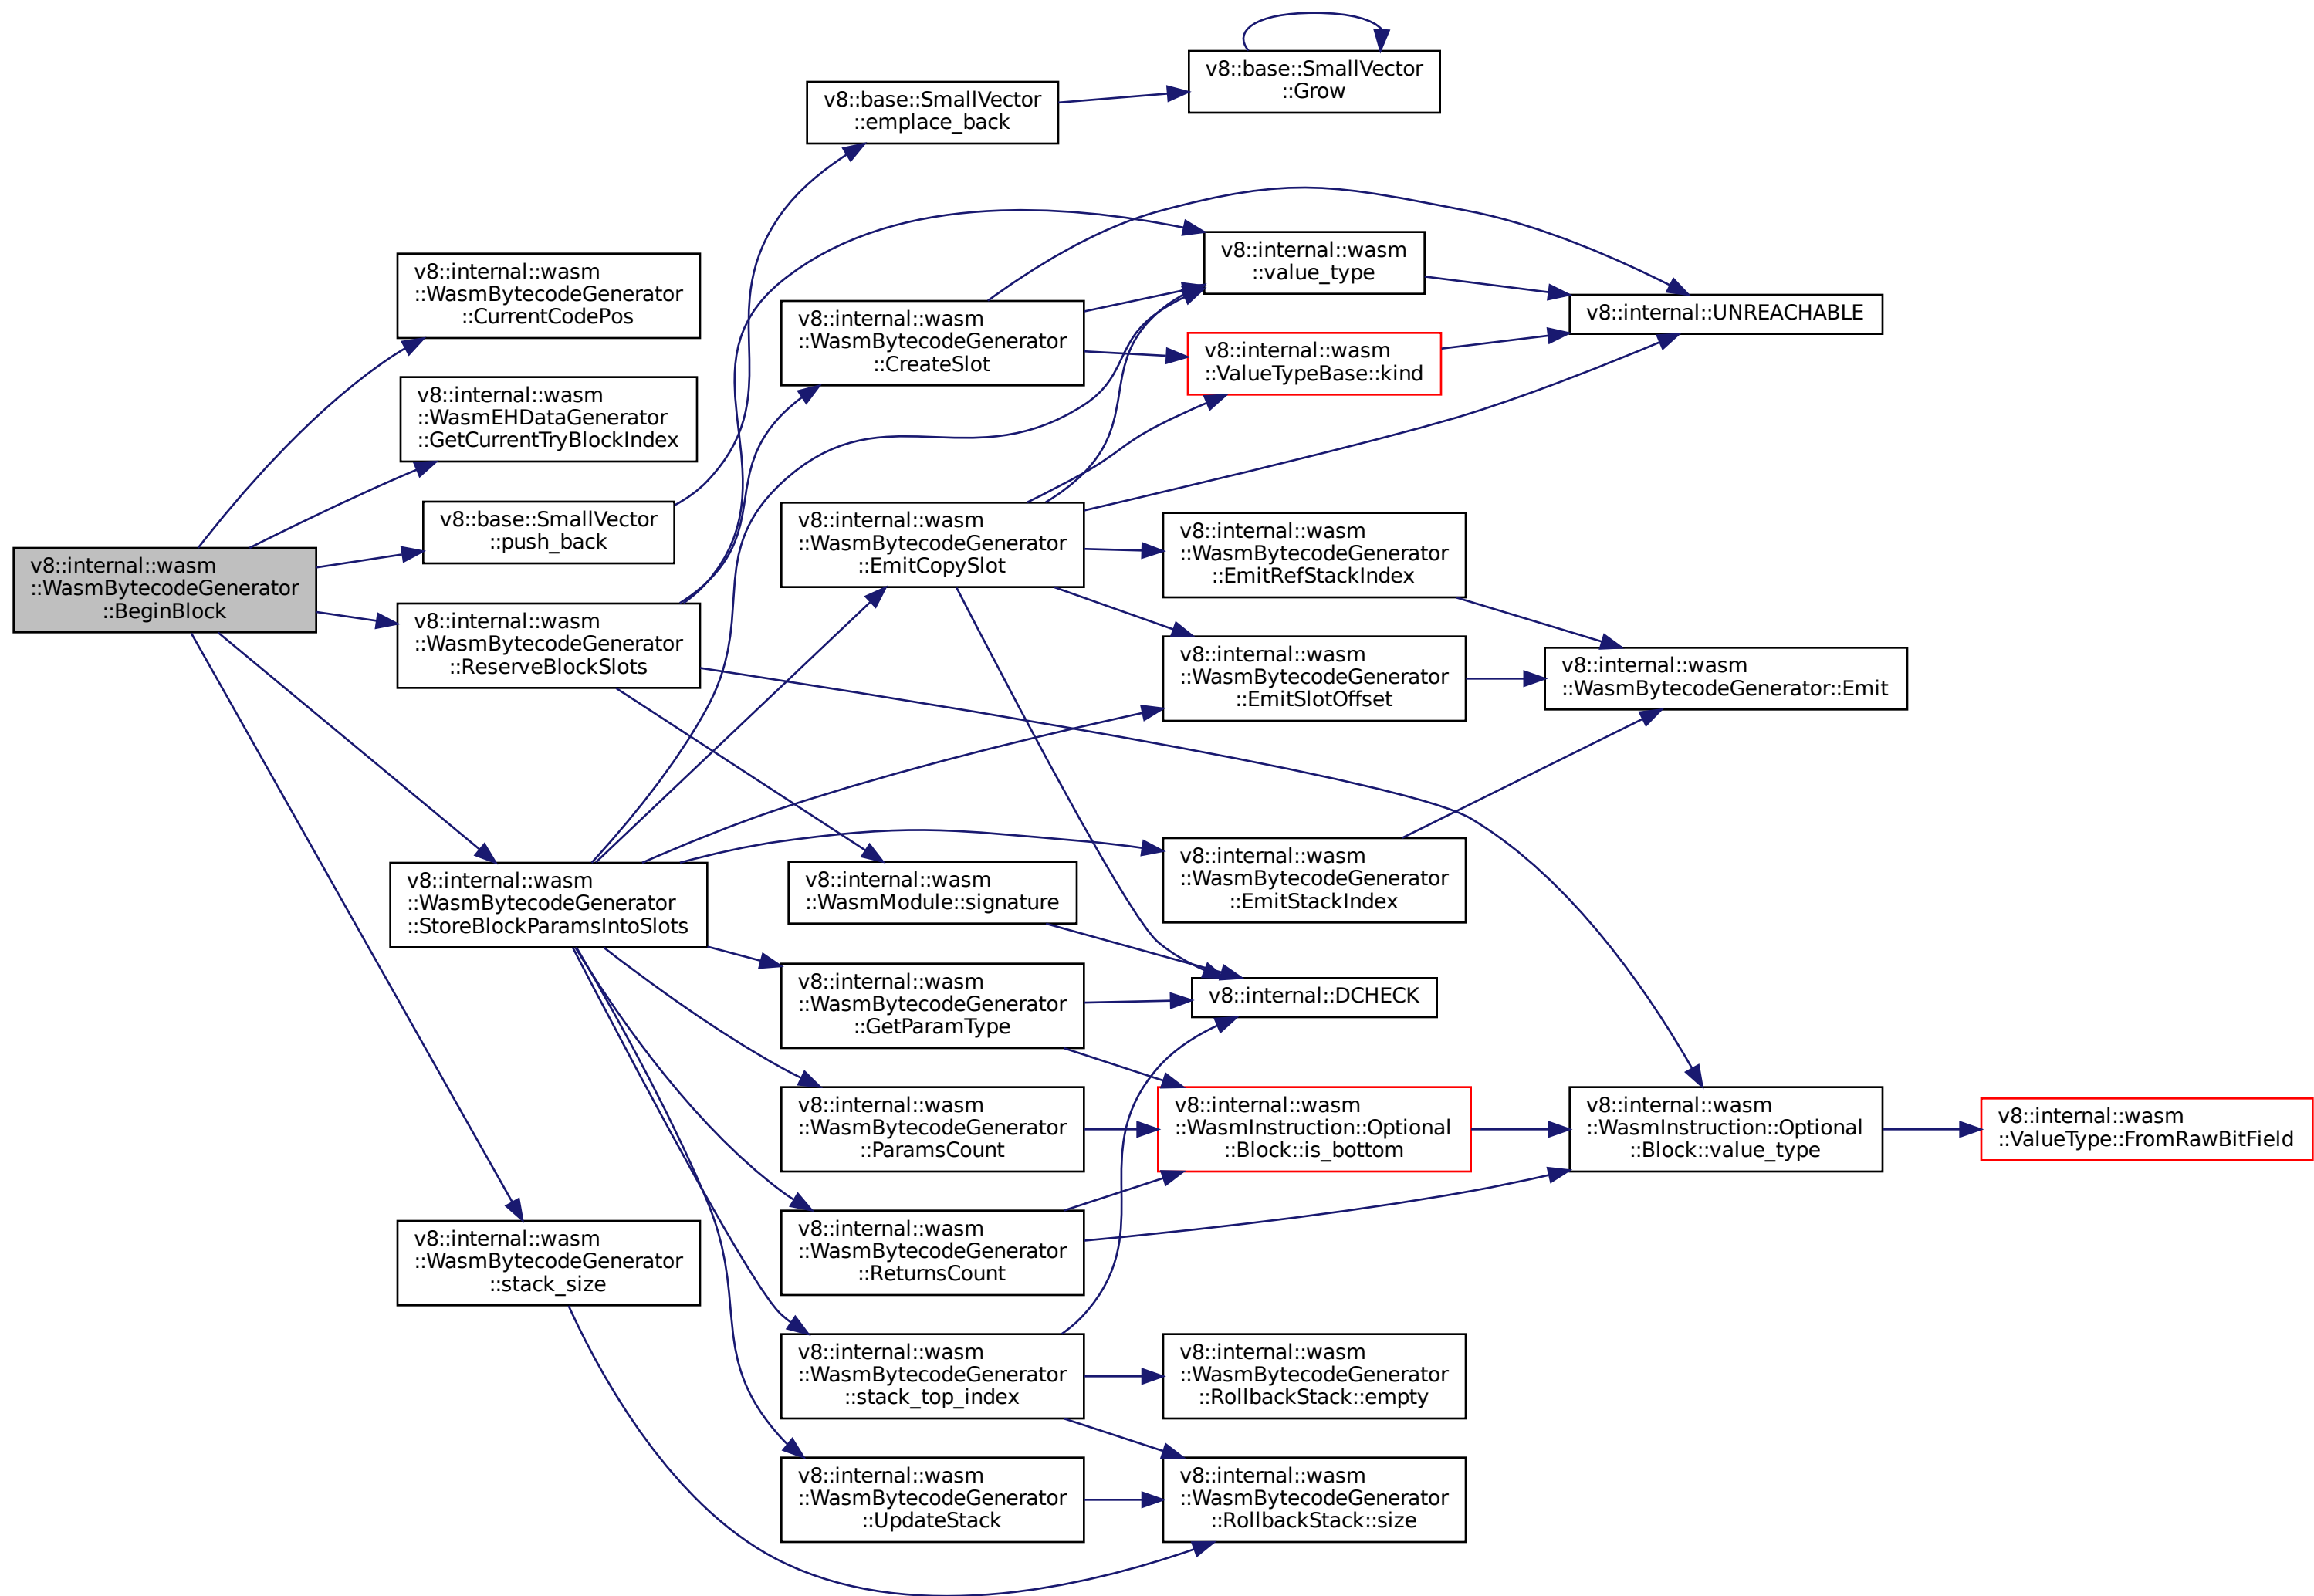 v8::internal::wasm
::WasmBytecodeGenerator
::BeginBlock
v8::internal::wasm
::WasmBytecodeGenerator
::CurrentCodePos
v8::internal::wasm
::WasmEHDataGenerator
::GetCurrentTryBlockIndex
v8::base::SmallVector
::push_back
v8::internal::wasm
::WasmBytecodeGenerator
::ReserveBlockSlots
v8::internal::wasm
::WasmBytecodeGenerator
::StoreBlockParamsIntoSlots
v8::internal::wasm
::WasmBytecodeGenerator
::stack_size
v8::base::SmallVector
::emplace_back
v8::internal::wasm
::WasmBytecodeGenerator
::CreateSlot
v8::internal::wasm
::WasmBytecodeGenerator
::EmitCopySlot
v8::internal::wasm
::WasmModule::signature
v8::internal::wasm
::WasmBytecodeGenerator
::GetParamType
v8::internal::wasm
::WasmBytecodeGenerator
::ParamsCount
v8::internal::wasm
::WasmBytecodeGenerator
::ReturnsCount
v8::internal::wasm
::WasmBytecodeGenerator
::stack_top_index
v8::internal::wasm
::WasmBytecodeGenerator
::UpdateStack
v8::base::SmallVector
::Grow
v8::internal::wasm
::value_type
v8::internal::wasm
::ValueTypeBase::kind
v8::internal::wasm
::WasmBytecodeGenerator
::EmitRefStackIndex
v8::internal::wasm
::WasmBytecodeGenerator
::EmitSlotOffset
v8::internal::wasm
::WasmBytecodeGenerator
::EmitStackIndex
v8::internal::DCHECK
v8::internal::wasm
::WasmInstruction::Optional
::Block::is_bottom
v8::internal::wasm
::WasmBytecodeGenerator
::RollbackStack::empty
v8::internal::wasm
::WasmBytecodeGenerator
::RollbackStack::size
v8::internal::UNREACHABLE
v8::internal::wasm
::WasmBytecodeGenerator::Emit
v8::internal::wasm
::WasmInstruction::Optional
::Block::value_type
v8::internal::wasm
::ValueType::FromRawBitField